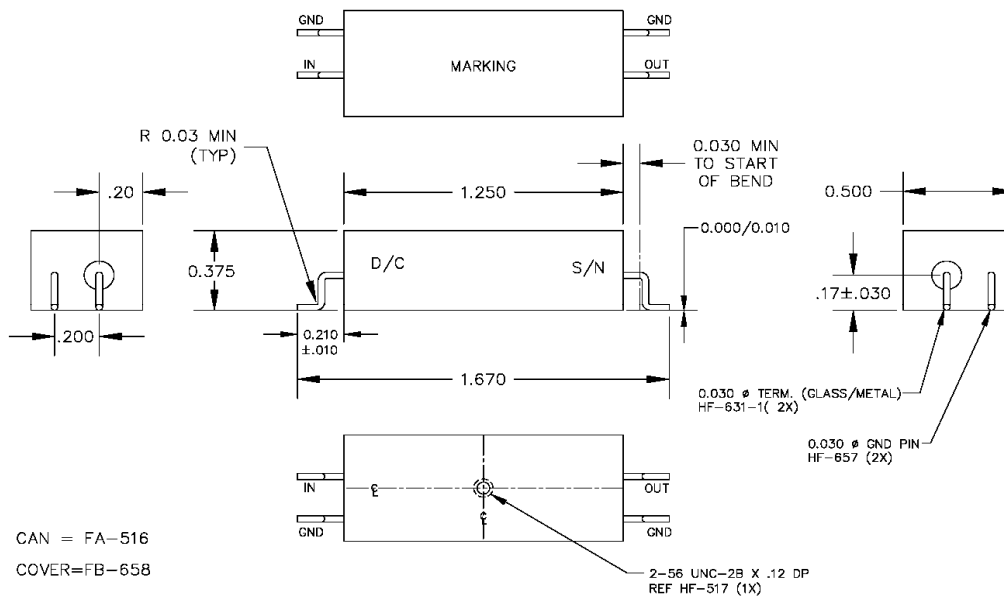 GND
GND
IN
MARKING
OUT
R 0.03 MIN
(TYP)
0.030 MIN
TO START
OF BEND
.20
1.250
0.500
0.000/0.010
D/C
S/N
0.375
.17±.030
.200
0.210
±.010
1.670
0.030 ø TERM. (GLASS/METAL)
HF-631-1( 2X)
0.030 ø GND PIN
HF-657 (2X)
IN
℄
OUT
GND
℄
GND
CAN = FA-516
COVER=FB-658
2-56 UNC-2B X .12 DP
REF HF-517 (1X)